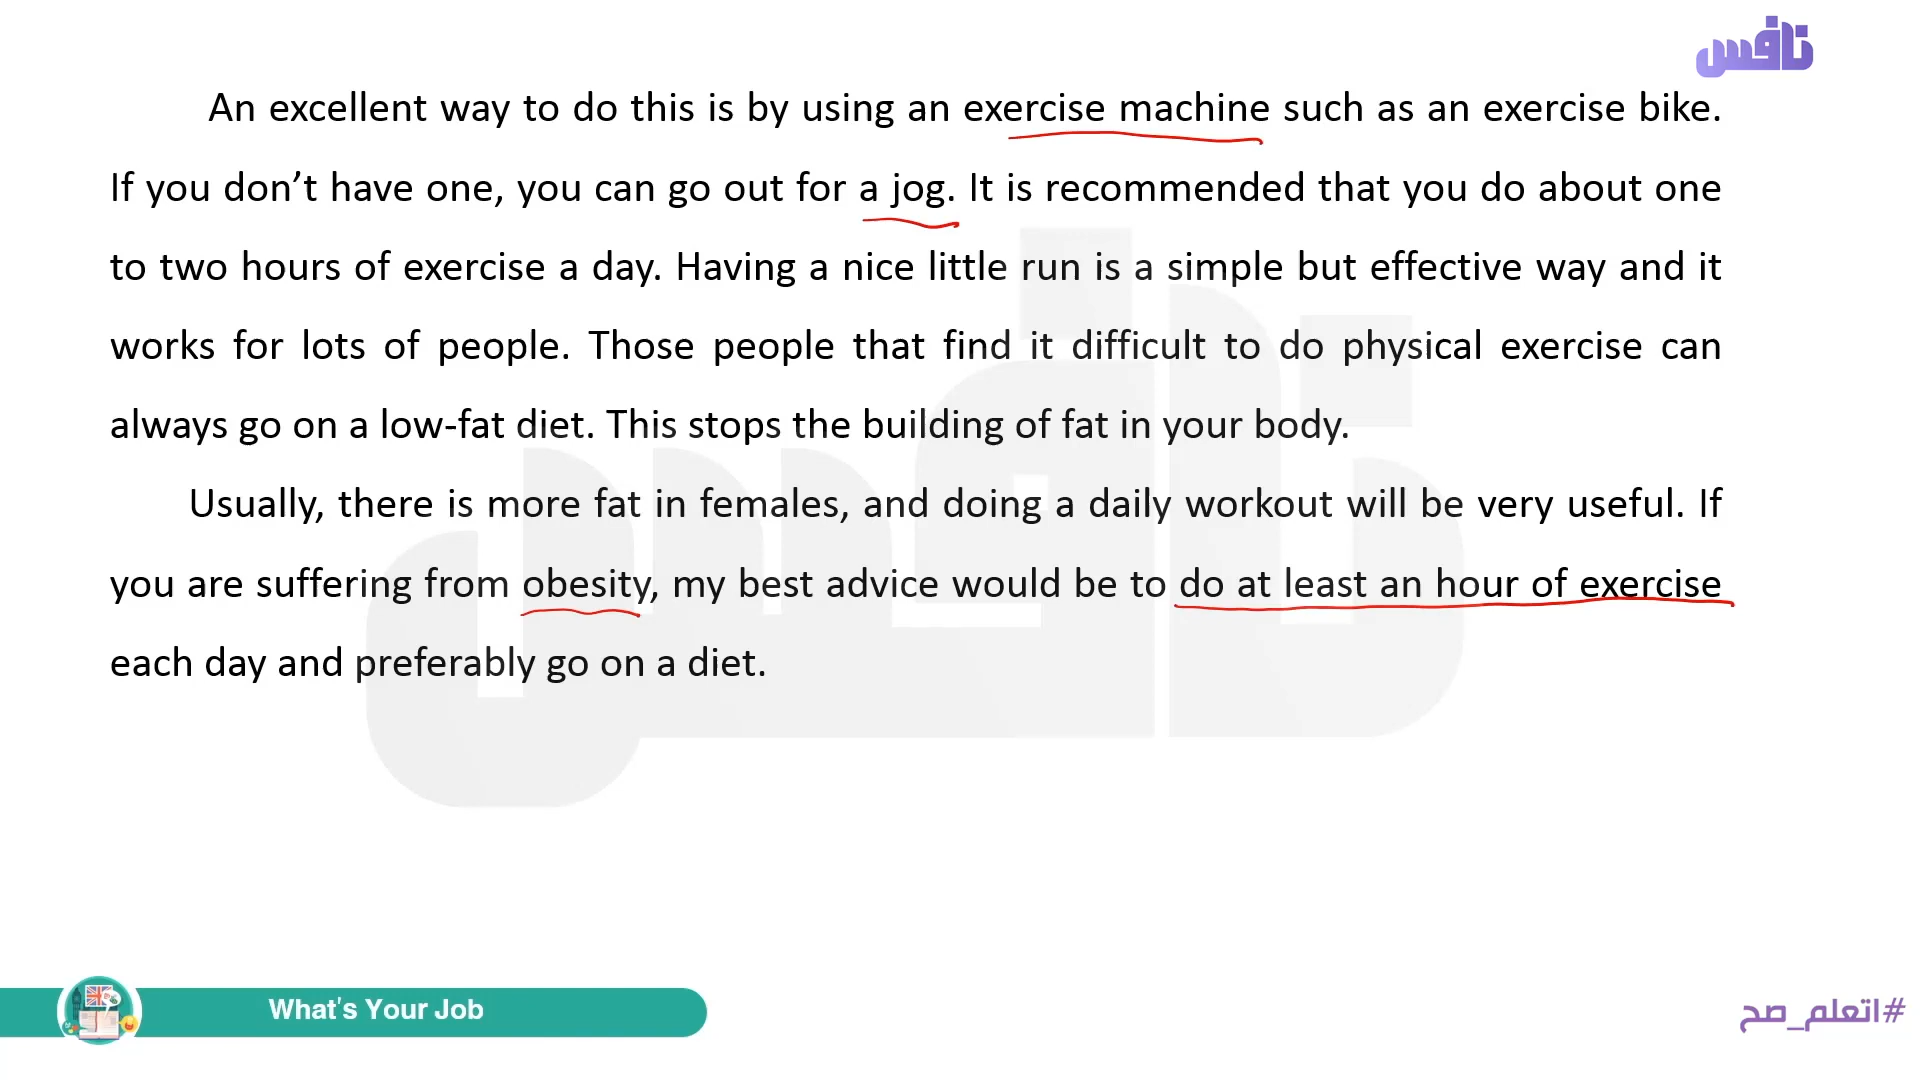 نافس
An excellent way to do this is by using an exercise machine such as an exercise bike.
If you don’t have one, you can go out for a jog. It is recommended that you do about one
to two hours of exercise a day. Having a nice little run is a simple but effective way and it
works for lots of people. Those people that find it difficult to do physical exercise can
always go on a low-fat diet. This stops the building of fat in your body.
Usually, there is more fat in females, and doing a daily workout will be very useful. If
you are suffering from obesity, my best advice would be to do at least an hour of exercise
each day and preferably go on a diet.
What's Your Job
#اتعلم_صح